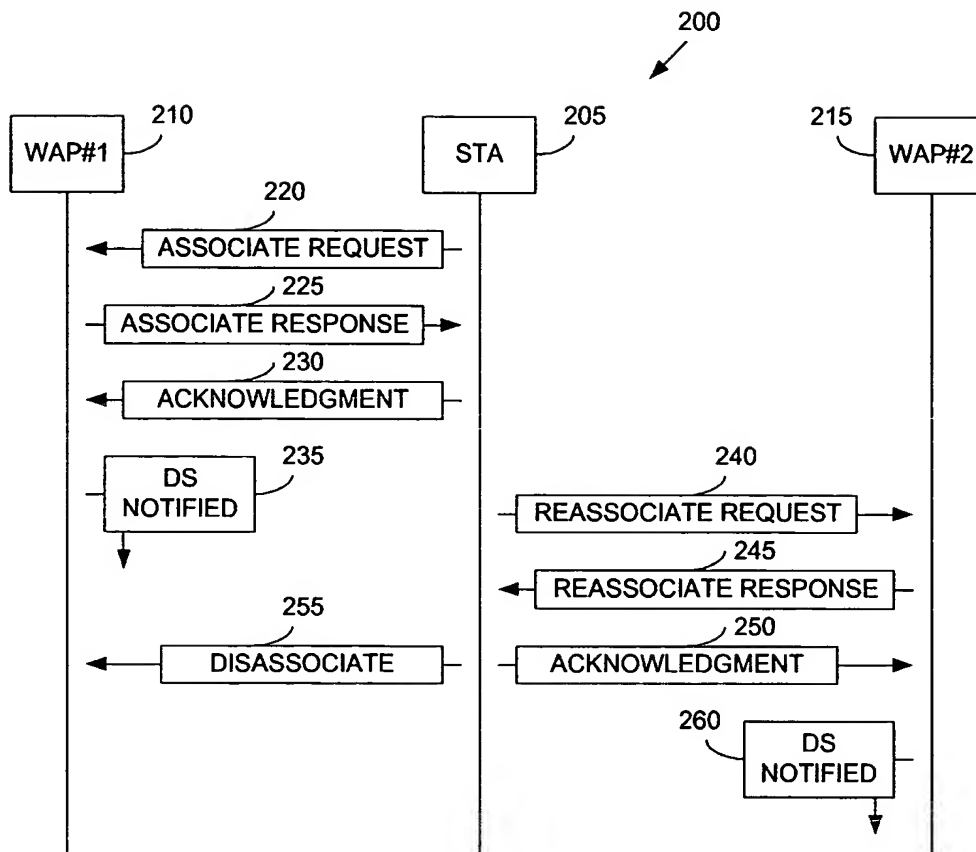 200
210
205
215
WAP#1
STA
WAP#2
220
ASSOCIATE REQUEST
225
ASSOCIATE RESPONSE
230
ACKNOWLEDGMENT
235
DS
NOTIFIED
240
REASSOCIATE REQUEST
245
REASSOCIATE RESPONSE
255
DISASSOCIATE
250
ACKNOWLEDGMENT
260
DS
NOTIFIED